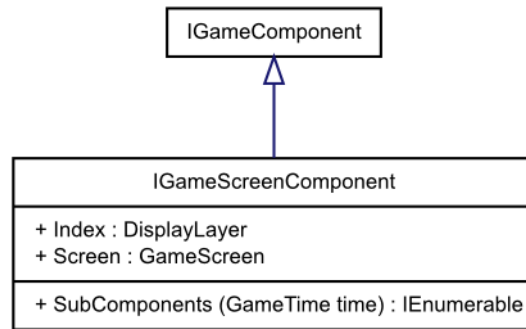 IGameComponent
IGameScreenComponent
+ Index : DisplayLayer
+ Screen : GameScreen
+ SubComponents (GameTime time) : IEnumerable